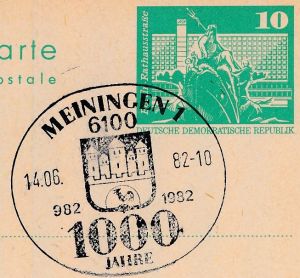 arte
ostale
10
Berlin, Rathausstraße
DEUTSCHE DEMOKRATISCHE REPUBLIK
MEININGEN 1
6100
14.06. 82-10
982 1982
1000
JAHRE